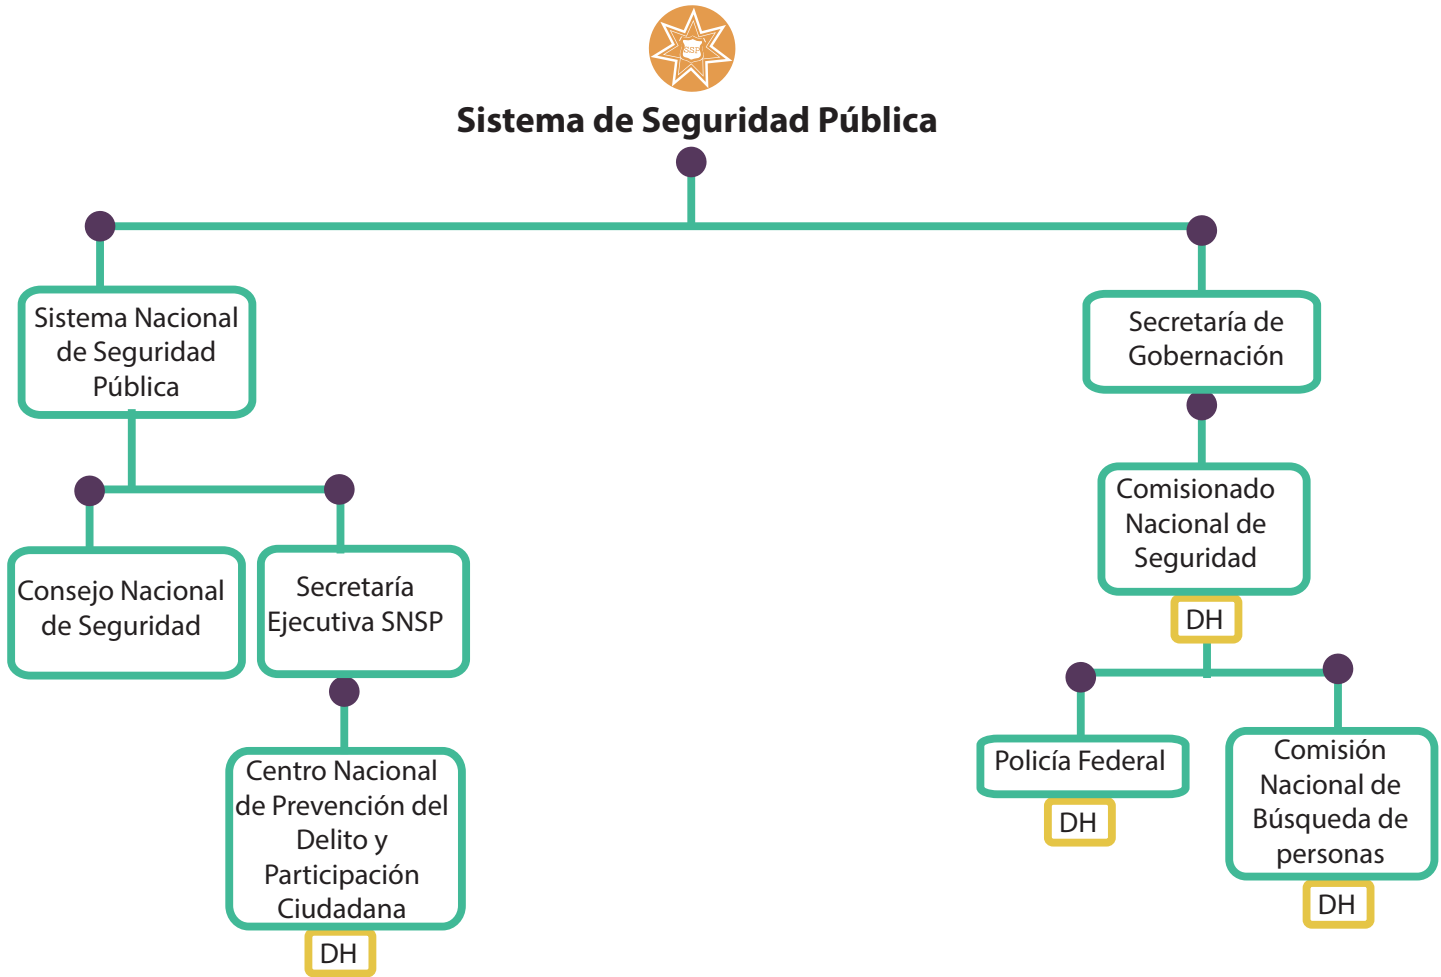 SSP
Sistema de Seguridad Pública
Sistema Nacional
de Seguridad
Pública
Secretaría de
Gobernación
Consejo Nacional
de Seguridad
Secretaría
Ejecutiva SNSP
Comisionado
Nacional de
Seguridad
DH
Centro Nacional
de Prevención del
Delito y
Participación
Ciudadana
DH
Policía Federal
DH
Comisión
Nacional de
Búsqueda de
personas
DH